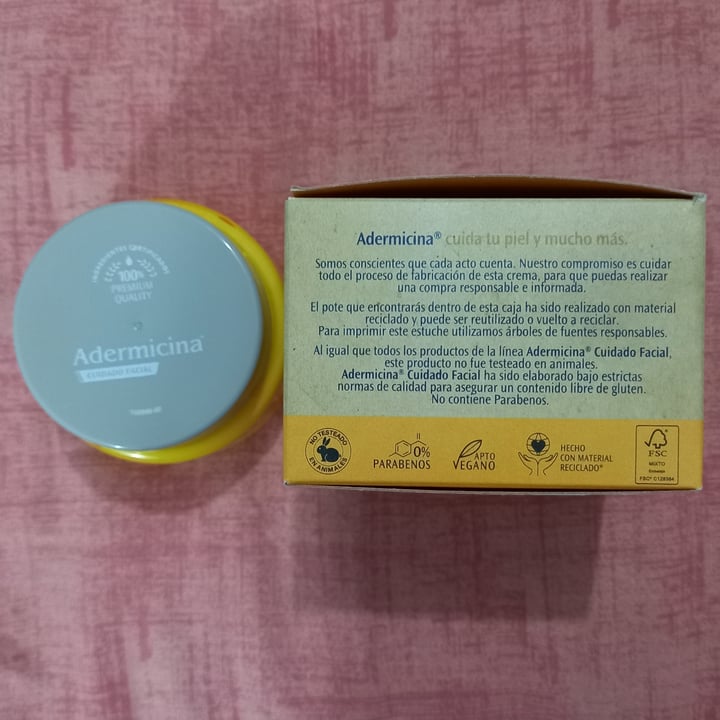 INGREDIENTES CERTIFICADOS
100%
PREMIUM
QUALITY
Adermicina®
CUIDADO FACIAL
Adermicina® cuida tu piel y mucho más.
Somos conscientes que cada acto cuenta. Nuestro compromiso es cuidar
todo el proceso de fabricación de esta crema, para que puedas realizar
una compra responsable e informada.
El pote que encontrarás dentro de esta caja ha sido realizado con material
reciclado y puede ser reutilizado o vuelto a reciclar.
Para imprimir este estuche utilizamos árboles de fuentes responsables.
Al igual que todos los productos de la línea Adermicina® Cuidado Facial,
este producto no fue testeado en animales.
Adermicina® Cuidado Facial ha sido elaborado bajo estrictas
normas de calidad para asegurar un contenido libre de gluten.
No contiene Parabenos.
NO TESTEADO
EN ANIMALES
0%
PARABENOS
APTO
VEGANO
HECHO
CON MATERIAL
RECICLADO®
FSC
MIXTO
FSC® C128364